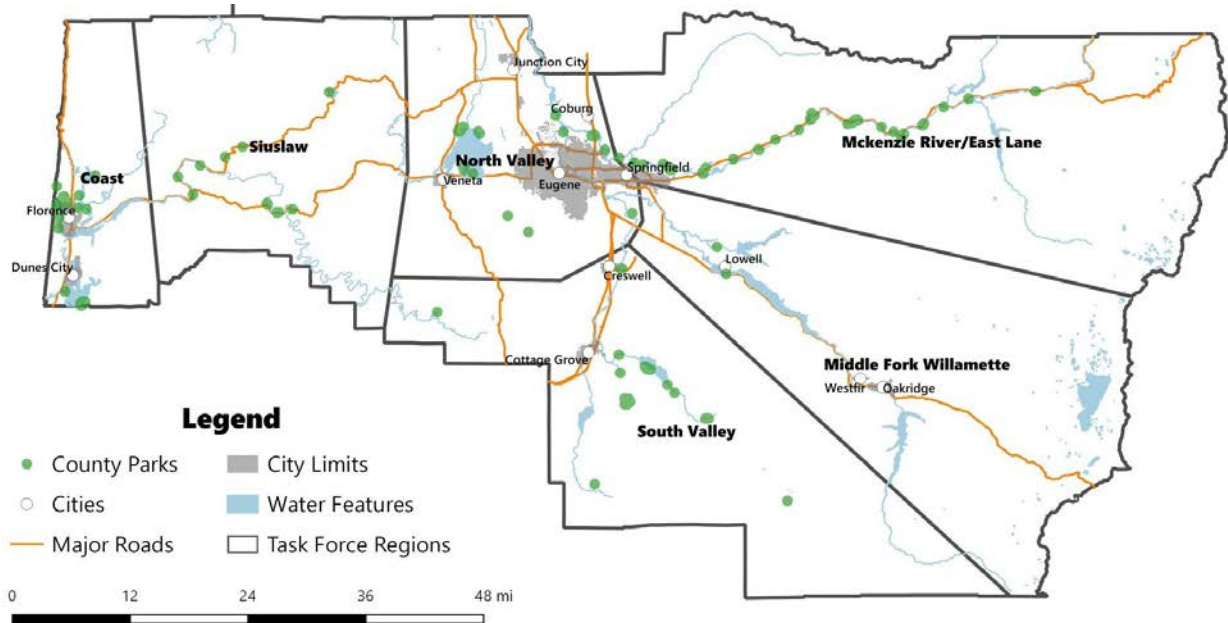 Junction City
Coburg
Siuslaw
Mckenzie River/East Lane
North Valley
Springfield
Coast
Veneta
Eugene
Florence
Dunes City
Lowell
Creswell
Cottage Grove
Middle Fork Willamette
Westfir
Oakridge
South Valley
Legend
County Parks
City Limits
Cities
Water Features
Major Roads
Task Force Regions
0 12 24 36 48 mi